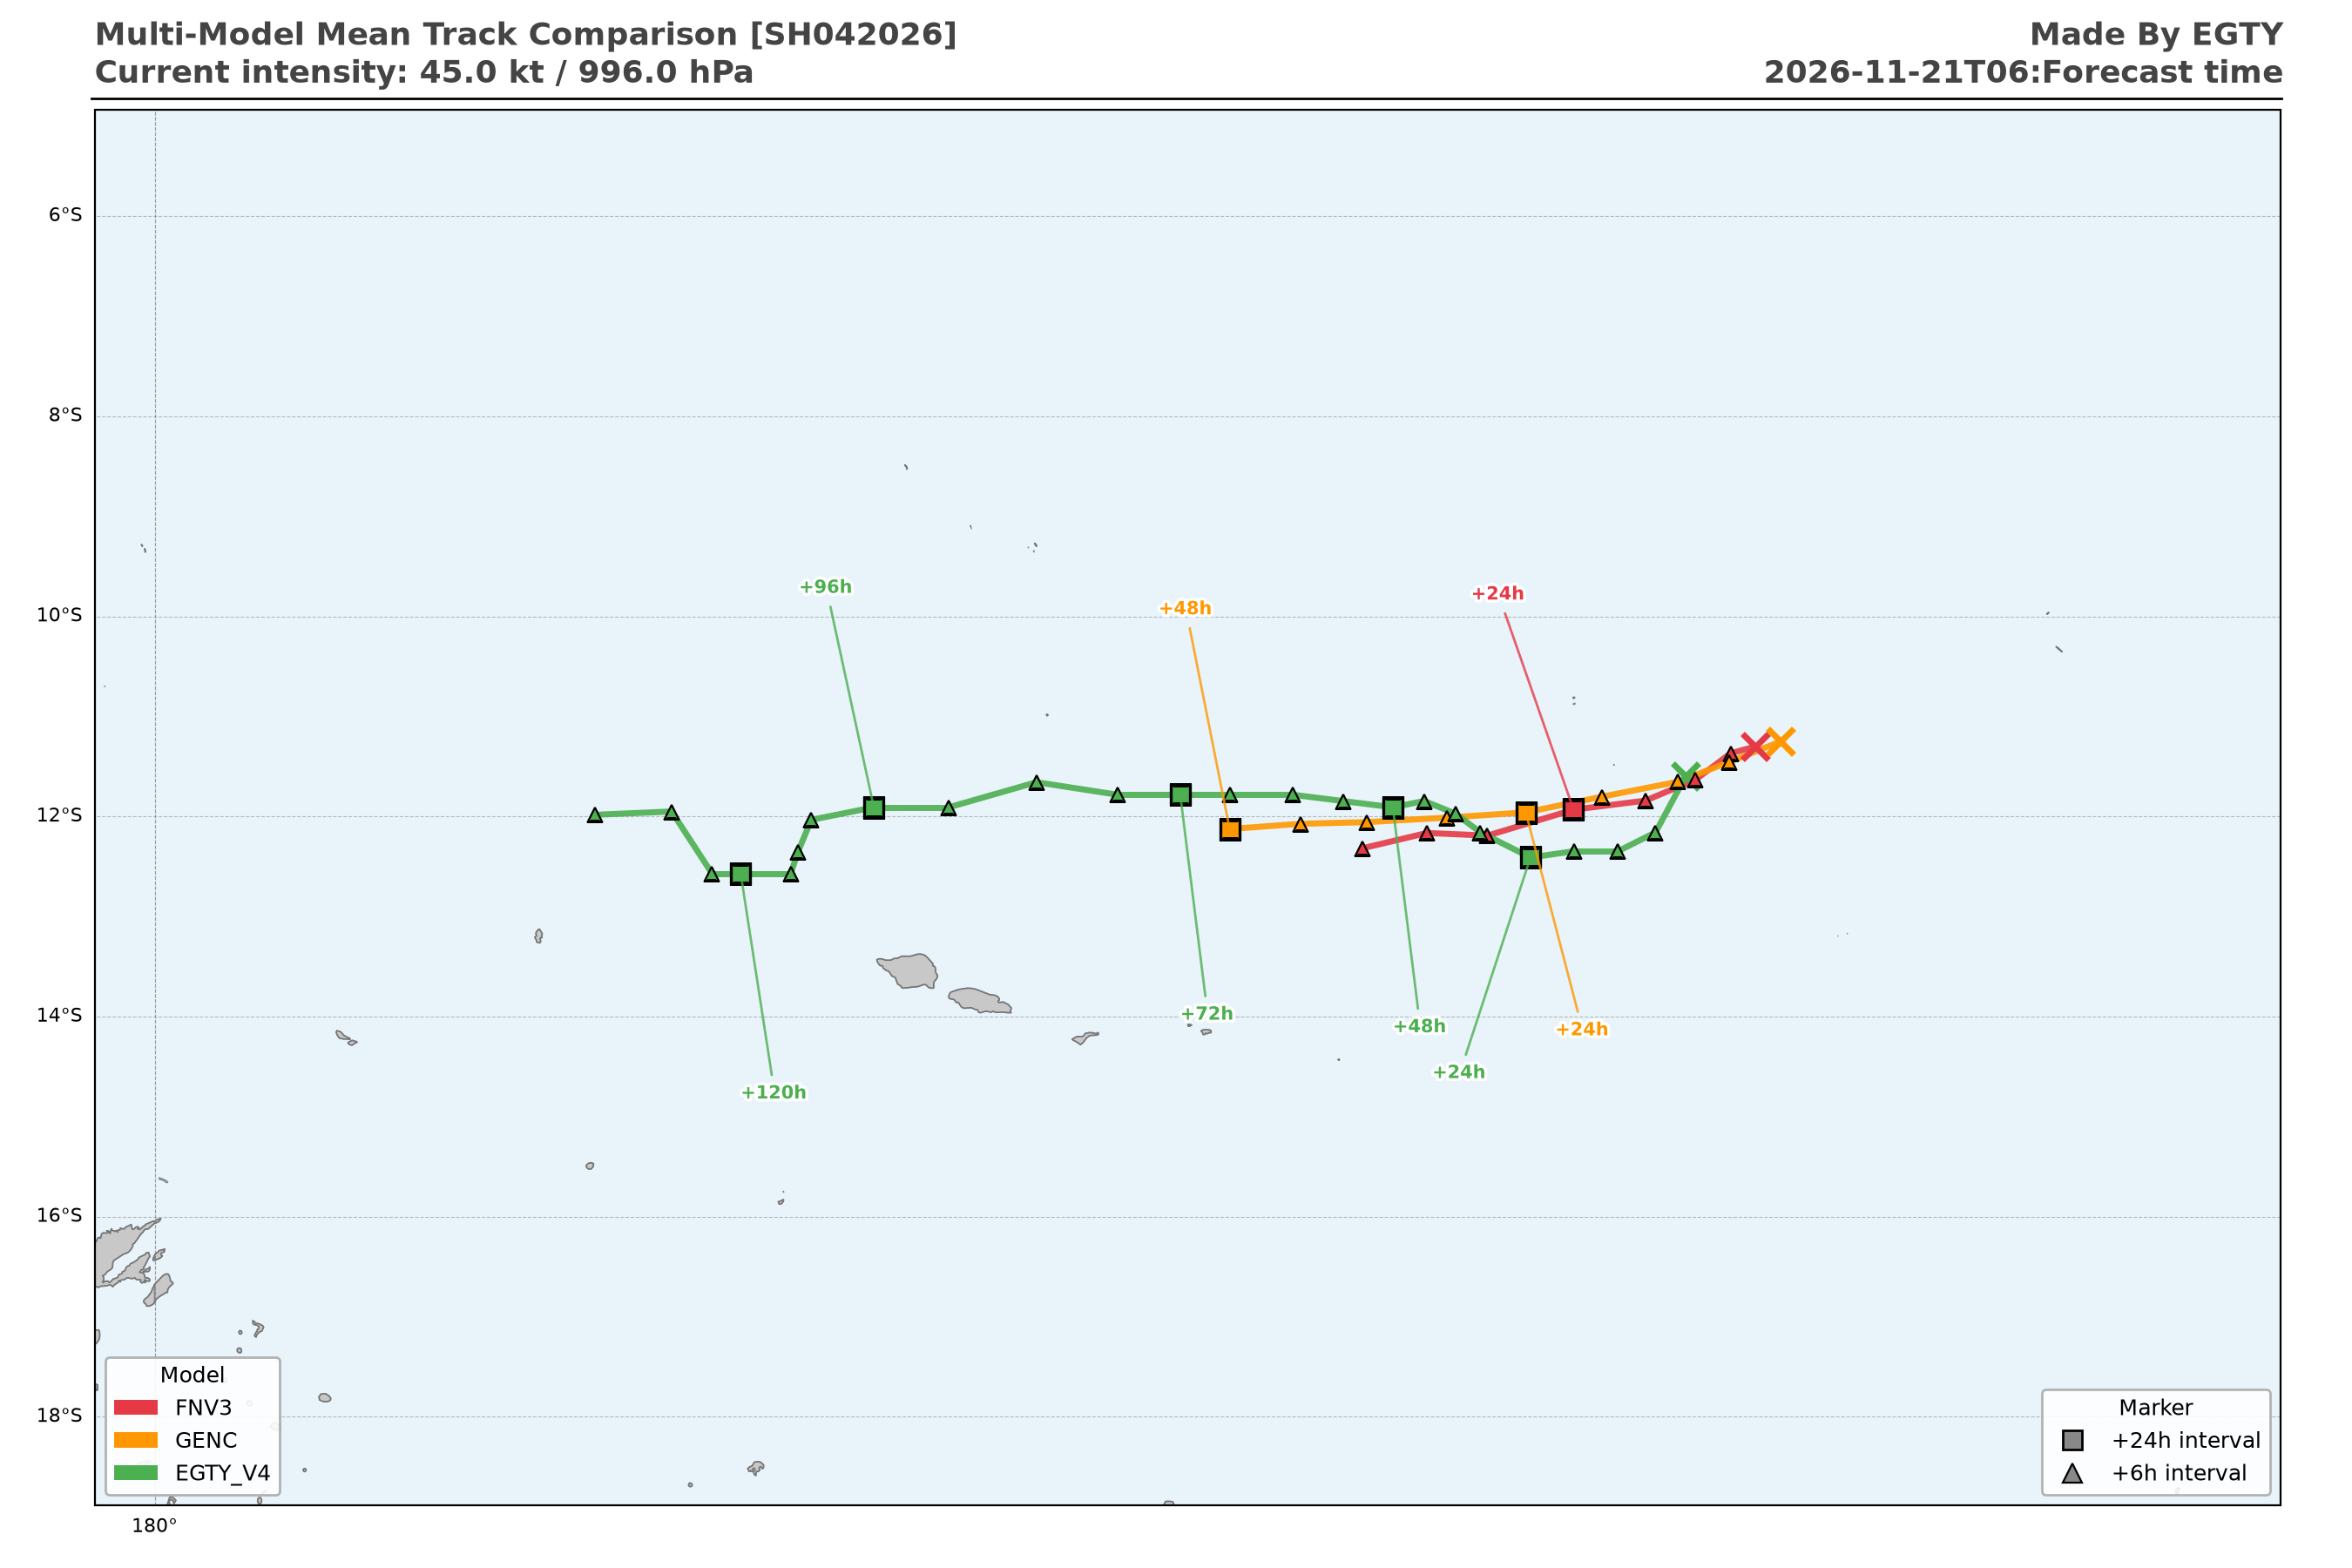 Multi-Model Mean Track Comparison [SH042026]
Made By EGTY
Current intensity: 45.0 kt / 996.0 hPa
2026-11-21T06:Forecast time
6°S
8°S
10°S
12°S
14°S
16°S
18°S
180°
+96h
+48h
+24h
+72h
+48h
+24h
+24h
+120h
Model
FNV3
GENC
EGTY_V4
Marker
+24h interval
+6h interval